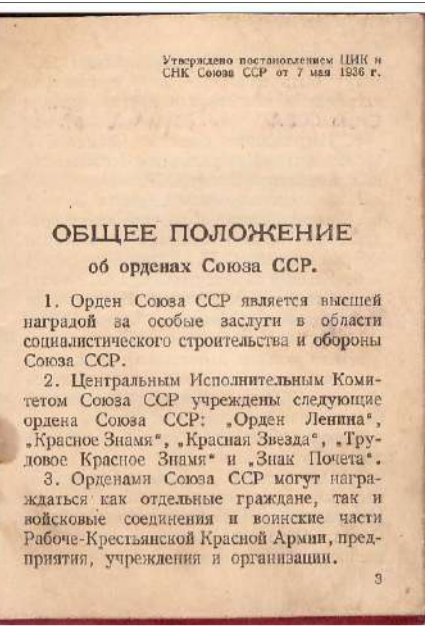 Утверждено постановлением ЦИК и
СНК Союза ССР от 7 мая 1936 г.
ОБЩЕЕ ПОЛОЖЕНИЕ
об орденах Союза ССР.
1. Орден Союза ССР является высшей
наградой за особые заслуги в области
социалистического строительства и обороны
Союза ССР.
2. Центральным Исполнительным Коми-
тетом Союза ССР учреждены следующие
ордена Союза ССР: „Орден Ленина“,
„Красное Знамя“, „Красная Звезда“, „Тру-
довое Красное Знамя“ и „Знак Почета“.
3. Орденами Союза ССР могут награ-
ждаться как отдельные граждане, так и
войсковые соединения и воинские части
Рабоче-Крестьянской Красной Армии, пред-
приятия, учреждения и организации.
3